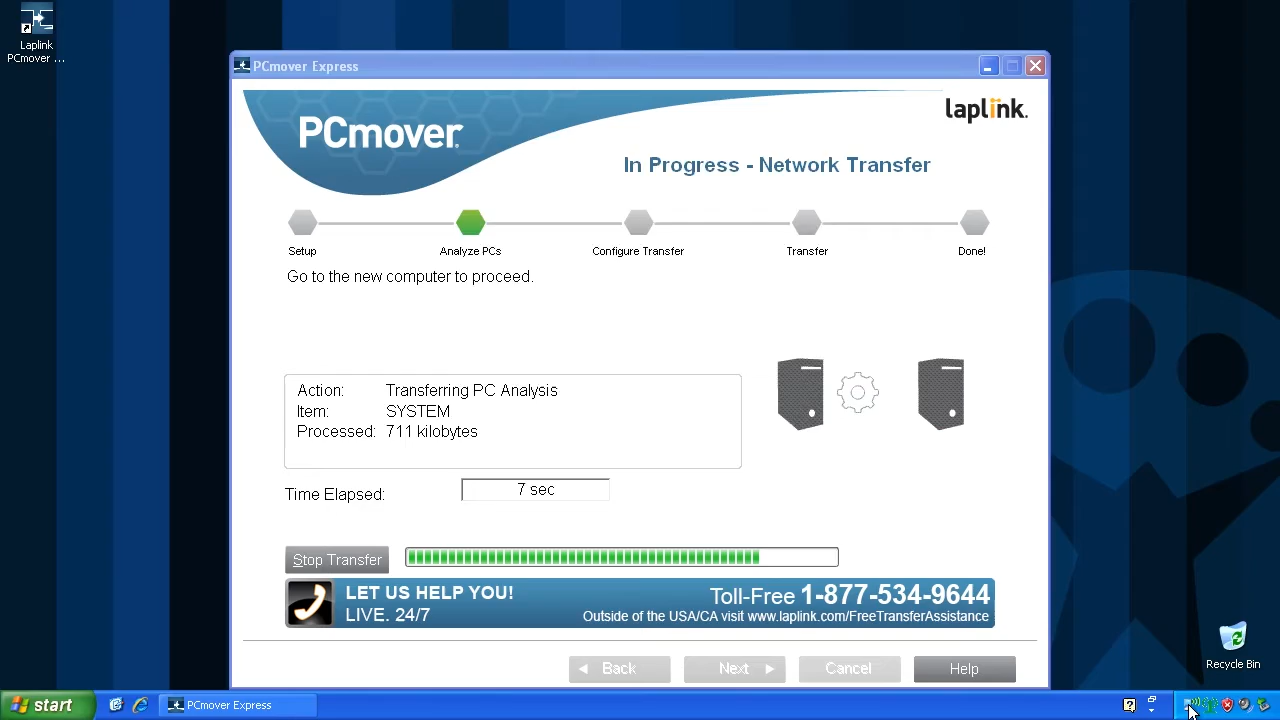 Laplink
PCmover ...
PCmover Express
PCmover
laplink.
In Progress - Network Transfer
Setup
Analyze PCs
Configure Transfer
Transfer
Done!
Go to the new computer to proceed.
Action: Transferring PC Analysis
Item: SYSTEM
Processed: 711 kilobytes
Time Elapsed: 7 sec
Stop Transfer
LET US HELP YOU!
LIVE. 24/7
Toll-Free 1-877-534-9644
Outside of the USA/CA visit www.laplink.com/FreeTransferAssistance
Back
Next
Cancel
Help
Recycle Bin
start
PCmover Express